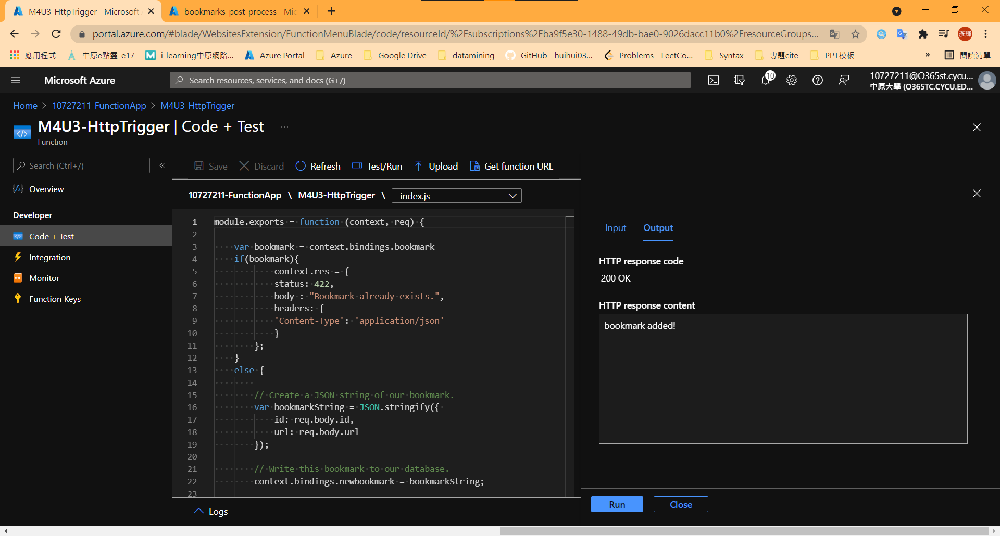 M4U3-HttpTrigger - Microsoft
bookmarks-post-process - Mic
portal.azure.com/#blade/WebsitesExtension/FunctionMenuBlade/code/resourceId/%2Fsubscriptions%2Fba9f5e30-1488-49db-bae0-9026dacc11b0%2FresourceGroups...
彥輝
應用程式
中原e點靈_e17
i-learning中原網路...
Azure Portal
Azure
Google Drive
datamining
GitHub - huihui03...
Problems - LeetCo...
Syntax
專題cite
PPT模板
»
閱讀清單
Microsoft Azure
Search resources, services, and docs (G+/)
10
10727211@O365st.cycu...
中原大學 (O365TC.CYCU.ED...
Home > 10727211-FunctionApp > M4U3-HttpTrigger
M4U3-HttpTrigger | Code + Test ...
Function
Search (Ctrl+/)
«
Overview
Developer
Code + Test
Integration
Monitor
Function Keys
Save
Discard
Refresh
Test/Run
Upload
Get function URL
10727211-FunctionApp \ M4U3-HttpTrigger \ index.js
1 module.exports = function (context, req) {
2
3 var bookmark = context.bindings.bookmark
4 if(bookmark){
5 context.res = {
6 status: 422,
7 body : "Bookmark already exists.",
8 headers: {
9 'Content-Type': 'application/json'
10 }
11 };
12 }
13 else {
14
15 // Create a JSON string of our bookmark.
16 var bookmarkString = JSON.stringify({
17 id: req.body.id,
18 url: req.body.url
19 });
20
21 // Write this bookmark to our database.
22 context.bindings.newbookmark = bookmarkString;
23
Logs
Input
Output
HTTP response code
200 OK
HTTP response content
bookmark added!
Run
Close